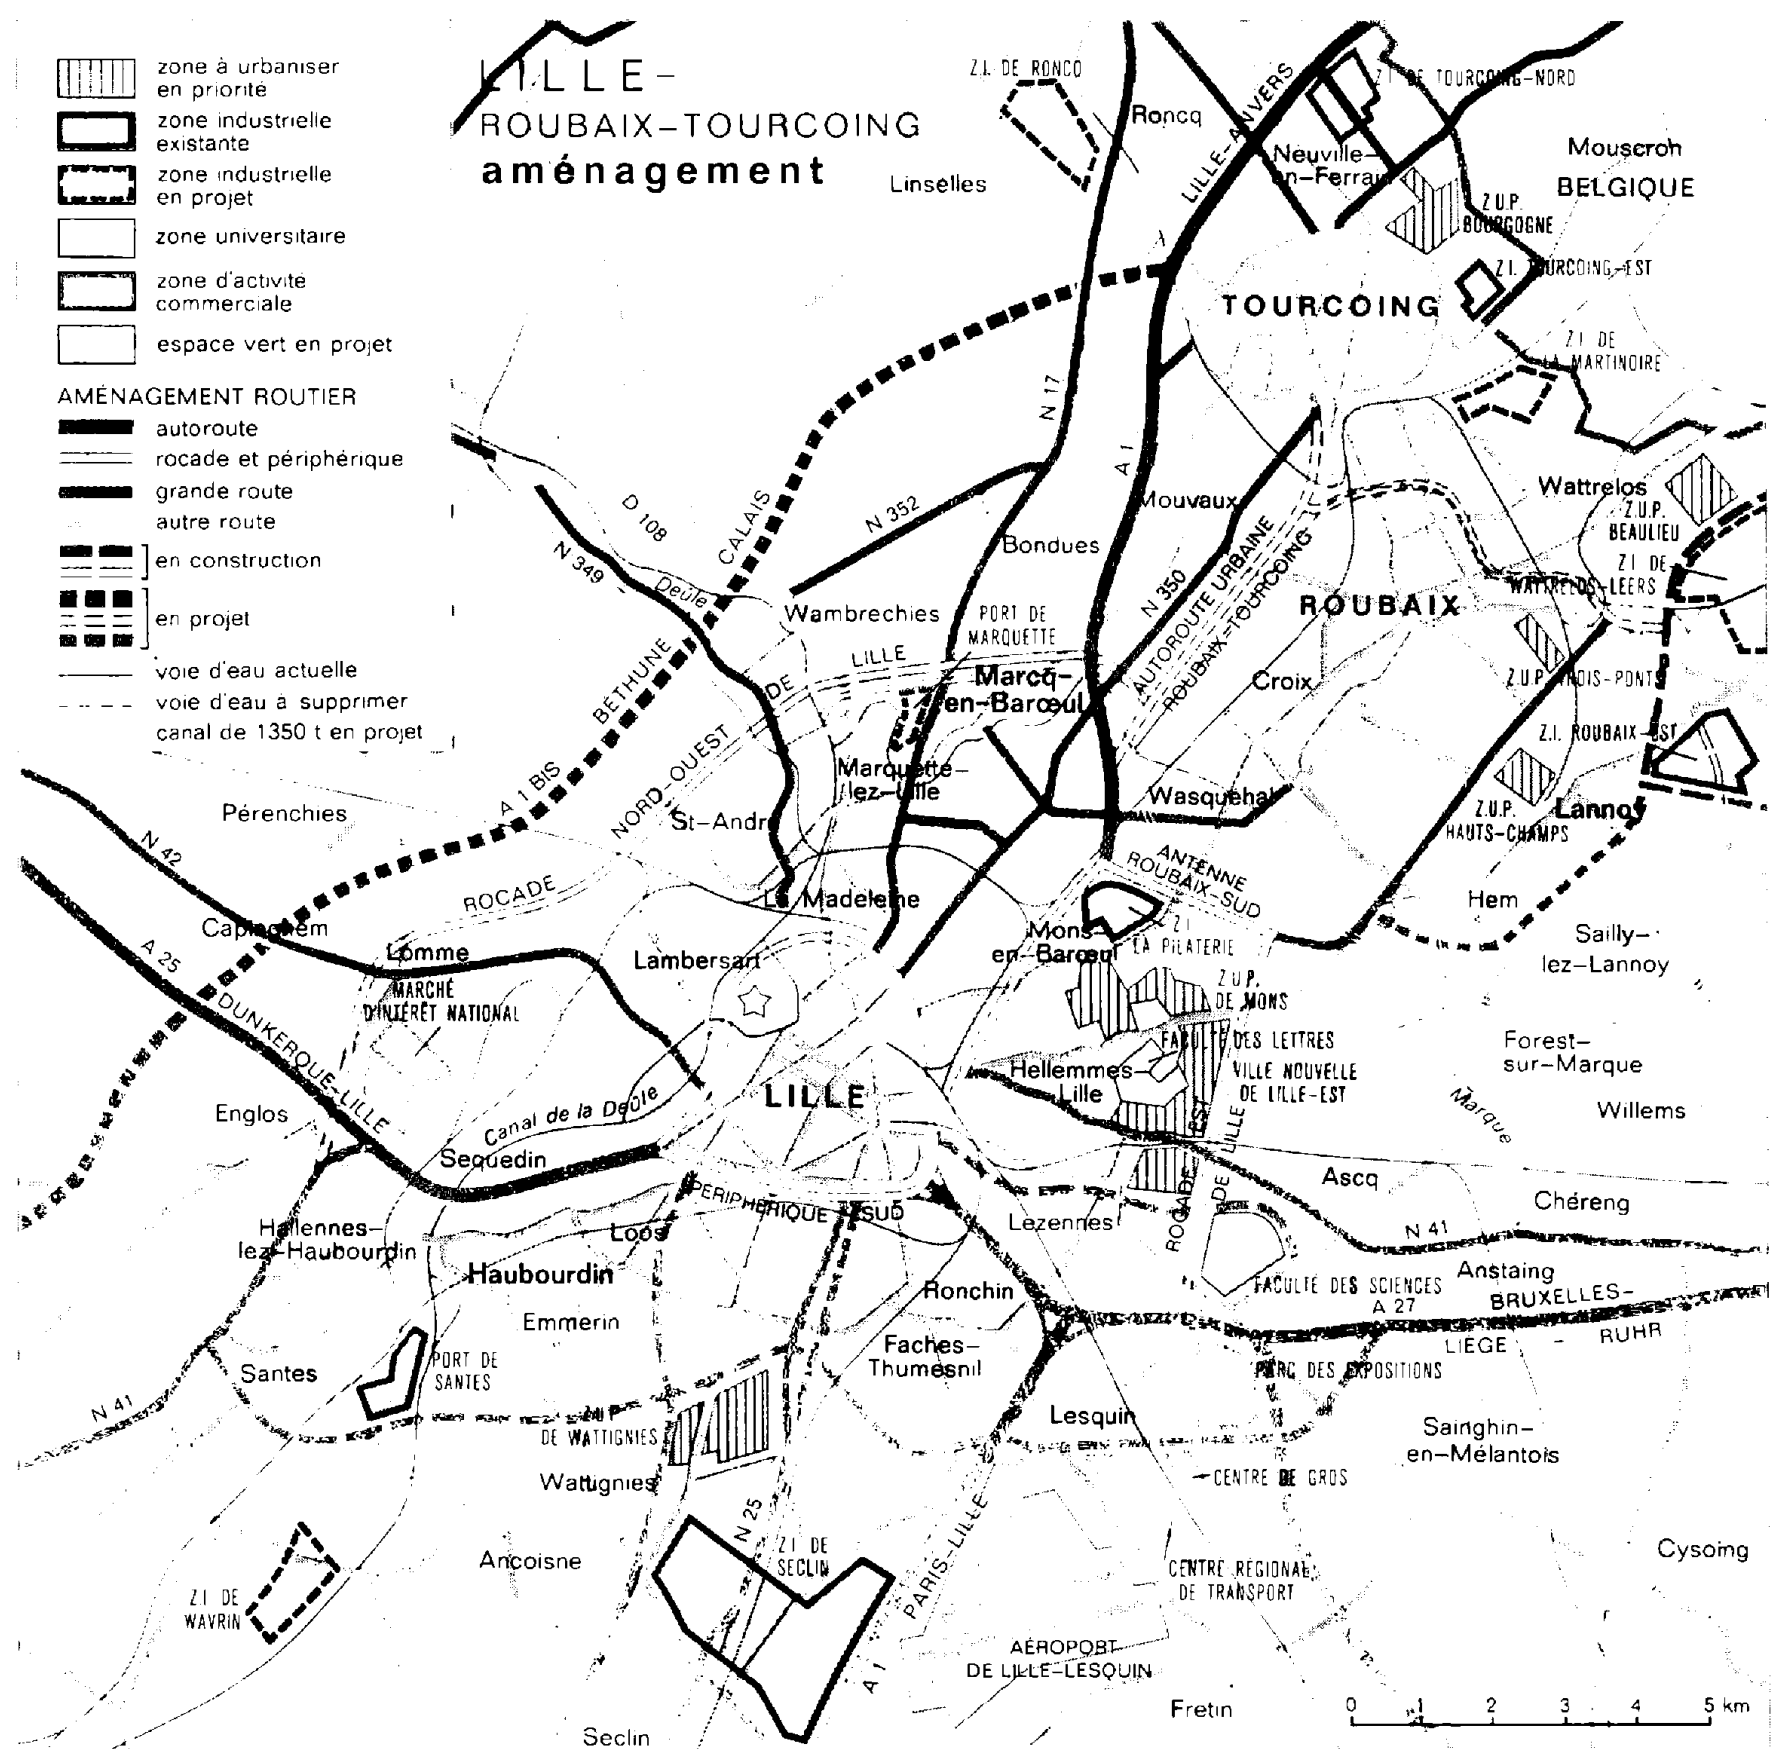 LILLE-
ROUBAIX-TOURCOING
aménagement
zone à urbaniser
en priorité
zone industrielle
existante
zone industrielle
en projet
zone universitaire
zone d'activité
commerciale
espace vert en projet
AMÉNAGEMENT ROUTIER
autoroute
rocade et périphérique
grande route
autre route
en construction
en projet
voie d'eau actuelle
voie d'eau à supprimer
canal de 1350 t en projet
Z.I. DE RONCQ
Roncq
LILLE-ANVERS
Z.I. DE TOURCOING-NORD
Neuville-
en-Ferrain
Mouscron
BELGIQUE
Linselles
Z.U.P.
BOURGOGNE
Z.I. TOURCOING-EST
TOURCOING
Z.I. DE
LA MARTINOIRE
N 17
A 1
Mouvaux
Wattrelos
Z.U.P.
BEAULIEU
D 108
CALAIS
N 352
N 349
Bondues
Deûle
Wambrechies
PORT DE
MARQUETTE
N 350
AUTOROUTE URBAINE
ROUBAIX-TOURCOING
ROUBAIX
Z.I. DE
WATTRELOS-LEERS
BÉTHUNE
LILLE
DE
Marcq-
en-Barœul
Croix
Z.U.P. TROIS-PONTS
Z.I. ROUBAIX-EST
NORD-OUEST
A 1 BIS
Marquette-
lez-Lille
Wasquehal
Pérenchies
St-André
Z.U.P.
HAUTS-CHAMPS
Lannoy
N 42
ROCADE
La Madeleine
ANTENNE
ROUBAIX-SUD
Hem
Capinghem
A 25
Lomme
Lambersart
Mons-
en-Barœul
Z.I.
LA PILATERIE
Sailly-
lez-Lannoy
MARCHÉ
D'INTÉRÊT NATIONAL
Z.U.P.
DE MONS
DUNKERQUE-LILLE
FACULTÉ DES LETTRES
Forest-
sur-Marque
Hellemmes-
Lille
VILLE NOUVELLE
DE LILLE-EST
LILLE
Englos
Canal de la Deûle
Marque
Willems
EST
LILLE
Sequedin
Ascq
PÉRIPHÉRIQUE SUD
ROCADE
DE
Chéreng
Hallennes-
lez-Haubourdin
Loos
Lezennes
N 41
Haubourdin
Ronchin
FACULTÉ DES SCIENCES
Anstaing
A 27
BRUXELLES-
Emmerin
LIÈGE - RUHR
Faches-
Thumesnil
Santes
PORT DE
SANTES
PARC DES EXPOSITIONS
N 41
Z.U.P.
DE WATTIGNIES
Lesquin
Sainghin-
en-Mélantois
Wattignies
CENTRE DE GROS
N 25
PARIS-LILLE
Ancoisne
Z.I. DE
SECLIN
Cysoing
Z.I. DE
WAVRIN
CENTRE RÉGIONAL
DE TRANSPORT
A 1
AÉROPORT
DE LILLE-LESQUIN
Fretin
Seclin
0 1 2 3 4 5 km